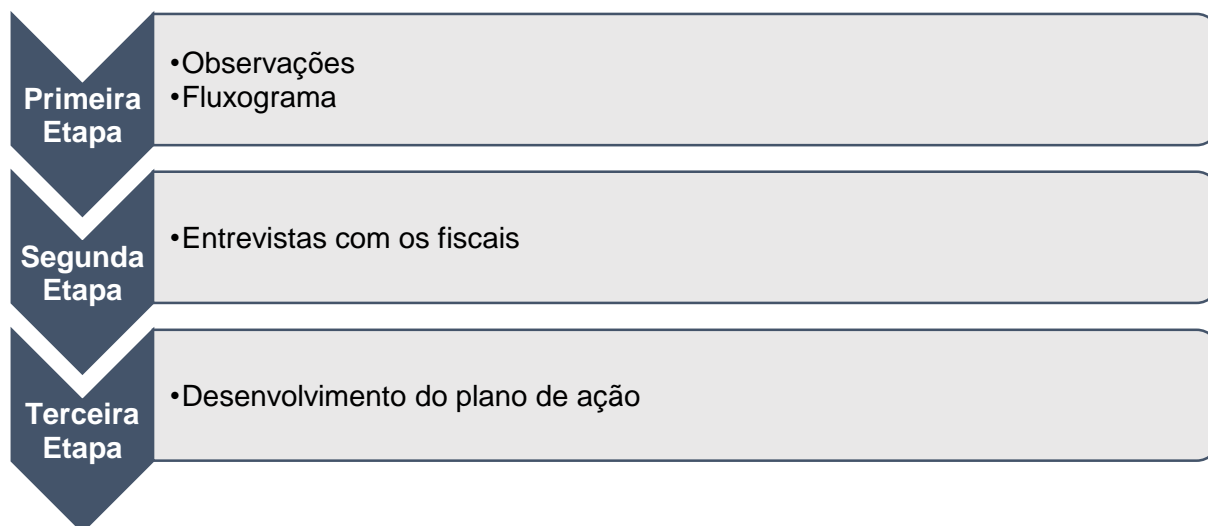 Primeira
Etapa
•Observações
•Fluxograma
Segunda
Etapa
•Entrevistas com os fiscais
Terceira
Etapa
•Desenvolvimento do plano de ação